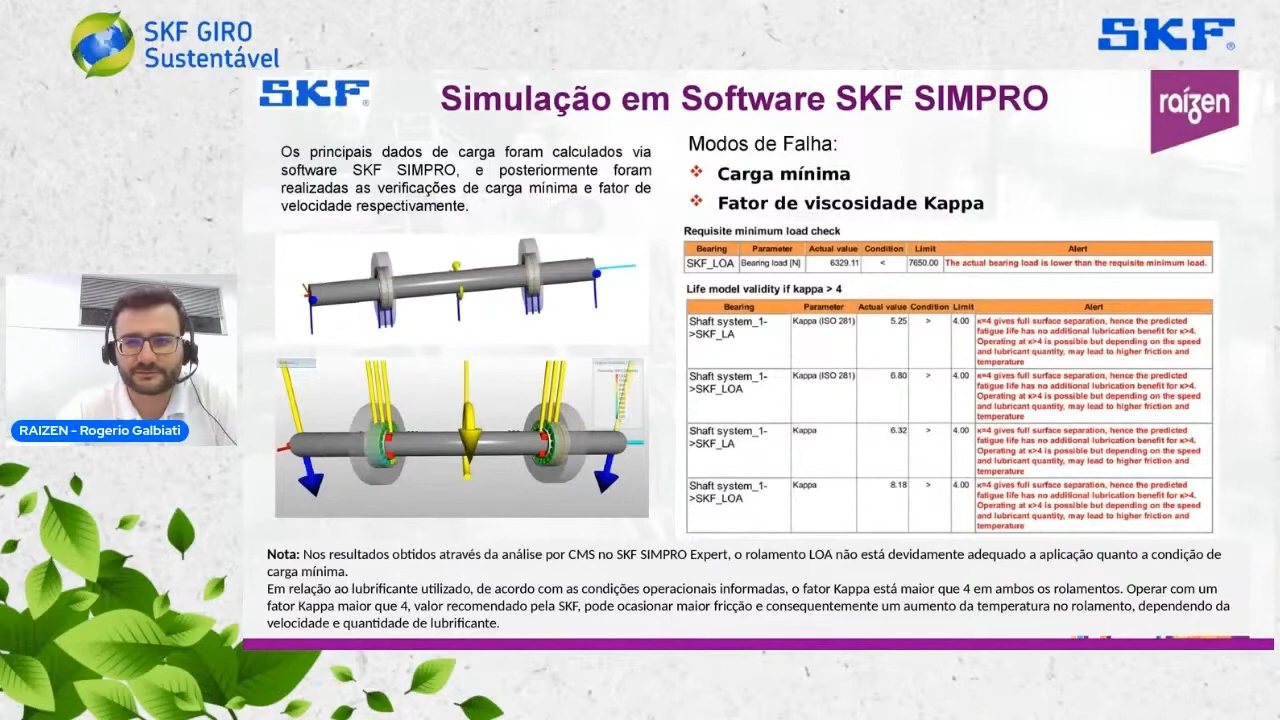 SKF GIRO
Sustentável
SKF
SKF
Simulação em Software SKF SIMPRO
raízen
Os principais dados de carga foram calculados via
software SKF SIMPRO, e posteriormente foram
realizadas as verificações de carga mínima e fator de
velocidade respectivamente.
Modos de Falha:
Carga mínima
Fator de viscosidade Kappa
Requisite minimum load check
Bearing Parameter Actual value Condition Limit Alert
SKF_LOA Bearing load [N] 6329.11 < 7650.00 The actual bearing load is lower than the requisite minimum load.
Life model validity if kappa > 4
Bearing Parameter Actual value Condition Limit Alert
Shaft system_1- Kappa (ISO 281) 5.25 > 4.00 κ=4 gives full surface separation, hence the predicted
>SKF_LA fatigue life has no additional lubrication benefit for κ>4.
Operating at κ>4 is possible but depending on the speed
and lubricant quantity, may lead to higher friction and
temperature
Shaft system_1- Kappa (ISO 281) 6.80 > 4.00 κ=4 gives full surface separation, hence the predicted
>SKF_LOA fatigue life has no additional lubrication benefit for κ>4.
Operating at κ>4 is possible but depending on the speed
and lubricant quantity, may lead to higher friction and
temperature
Shaft system_1- Kappa 6.32 > 4.00 κ=4 gives full surface separation, hence the predicted
>SKF_LA fatigue life has no additional lubrication benefit for κ>4.
Operating at κ>4 is possible but depending on the speed
and lubricant quantity, may lead to higher friction and
temperature
Shaft system_1- Kappa 8.18 > 4.00 κ=4 gives full surface separation, hence the predicted
>SKF_LOA fatigue life has no additional lubrication benefit for κ>4.
Operating at κ>4 is possible but depending on the speed
and lubricant quantity, may lead to higher friction and
temperature
RAIZEN - Rogerio Galbiati
Nota: Nos resultados obtidos através da análise por CMS no SKF SIMPRO Expert, o rolamento LOA não está devidamente adequado a aplicação quanto a condição de
carga mínima.
Em relação ao lubrificante utilizado, de acordo com as condições operacionais informadas, o fator Kappa está maior que 4 em ambos os rolamentos. Operar com um
fator Kappa maior que 4, valor recomendado pela SKF, pode ocasionar maior fricção e consequentemente um aumento da temperatura no rolamento, dependendo da
velocidade e quantidade de lubrificante.